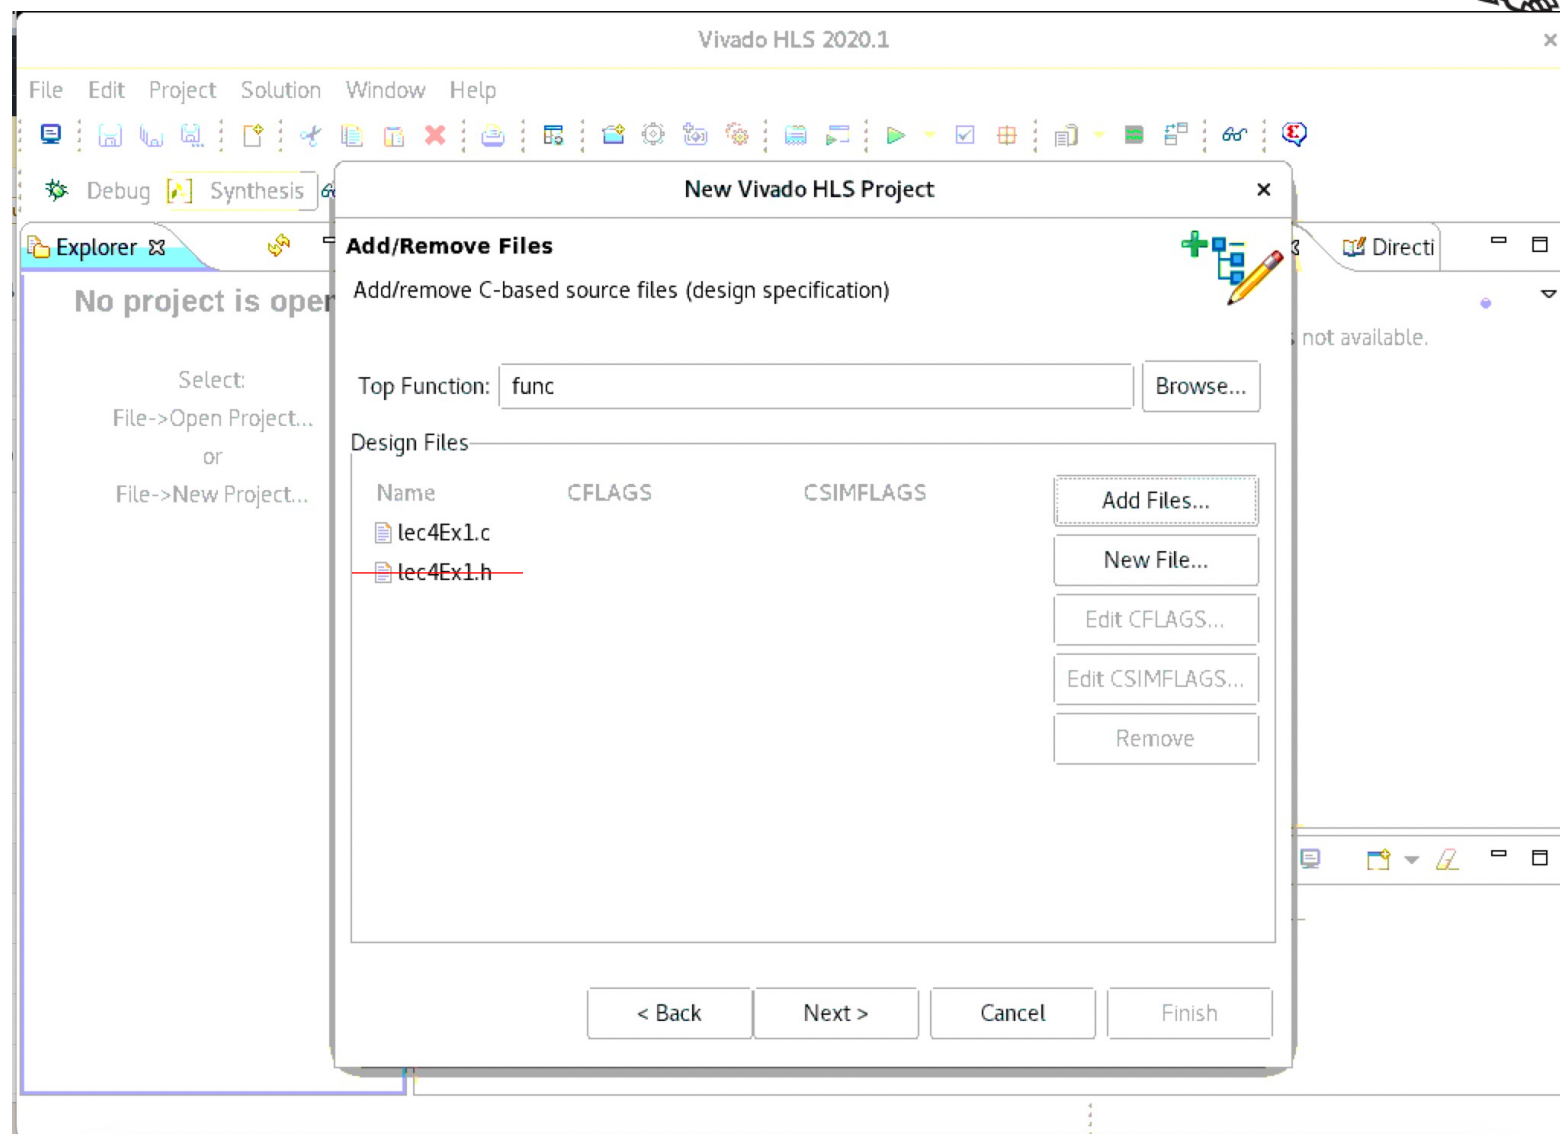 Vivado HLS 2020.1
File Edit Project Solution Window Help
Debug Synthesis
New Vivado HLS Project
Explorer
Directi
Add/Remove Files
Add/remove C-based source files (design specification)
No project is open
not available.
Select:
File->Open Project...
or
File->New Project...
Top Function: func Browse...
Design Files
Name CFLAGS CSIMFLAGS
lec4Ex1.c
lec4Ex1.h
Add Files...
New File...
Edit CFLAGS...
Edit CSIMFLAGS...
Remove
< Back Next > Cancel Finish